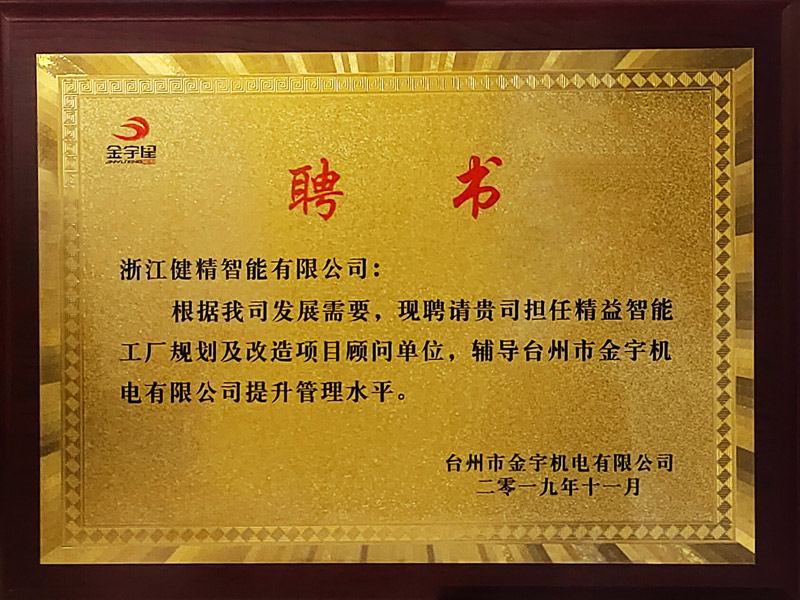 金宇星
聘 书
浙江健精智能有限公司：
根据我司发展需要，现聘请贵司担任精益智能
工厂规划及改造项目顾问单位，辅导台州市金宇机
电有限公司提升管理水平。
台州市金宇机电有限公司
二零一九年十一月